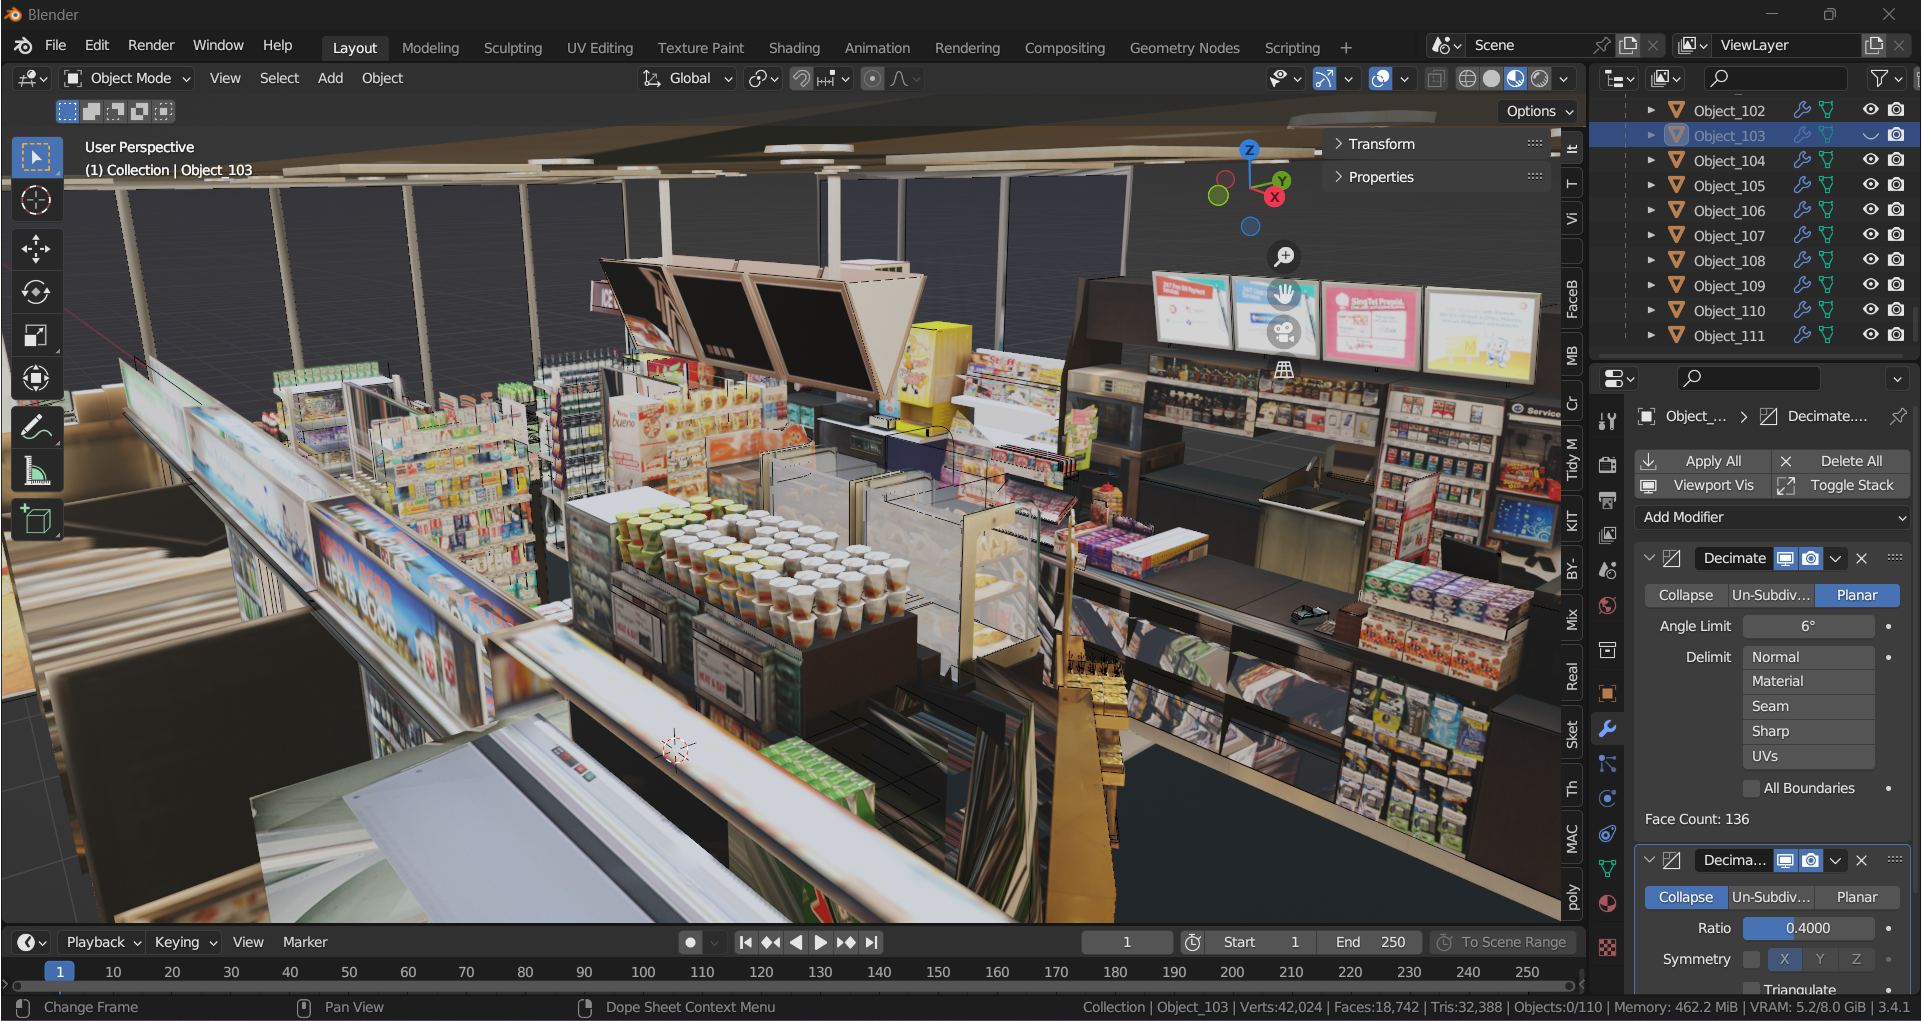 Blender
File Edit Render Window Help
Layout Modeling Sculpting UV Editing Texture Paint Shading Animation Rendering Compositing Geometry Nodes Scripting +
Scene
ViewLayer
Object Mode View Select Add Object
Global
Options
User Perspective
(1) Collection | Object_103
Z
Y
X
Transform
Properties
It
T
Vi
FaceB
MB
Cr
Tidy M
KIT
BY-
Mix
Real
Sket
Th
MAC
poly
ICE
bueno
SingTel Prepaid
Service
LIFE'S GOOD
Object_102
Object_103
Object_104
Object_105
Object_106
Object_107
Object_108
Object_109
Object_110
Object_111
Object_... > Decimate....
Apply All Delete All
Viewport Vis Toggle Stack
Add Modifier
Decimate
Collapse Un-Subdiv... Planar
Angle Limit 6°
Delimit Normal
Material
Seam
Sharp
UVs
All Boundaries
Face Count: 136
Decima...
Collapse Un-Subdiv... Planar
Ratio 0.4000
Symmetry X Y Z
Triangulate
Playback Keying View Marker
1
Start 1
End 250
To Scene Range
1 10 20 30 40 50 60 70 80 90 100 110 120 130 140 150 160 170 180 190 200 210 220 230 240 250
Change Frame
Pan View
Dope Sheet Context Menu
Collection | Object_103 | Verts:42,024 | Faces:18,742 | Tris:32,388 | Objects:0/110 | Memory: 462.2 MiB | VRAM: 5.2/8.0 GiB | 3.4.1